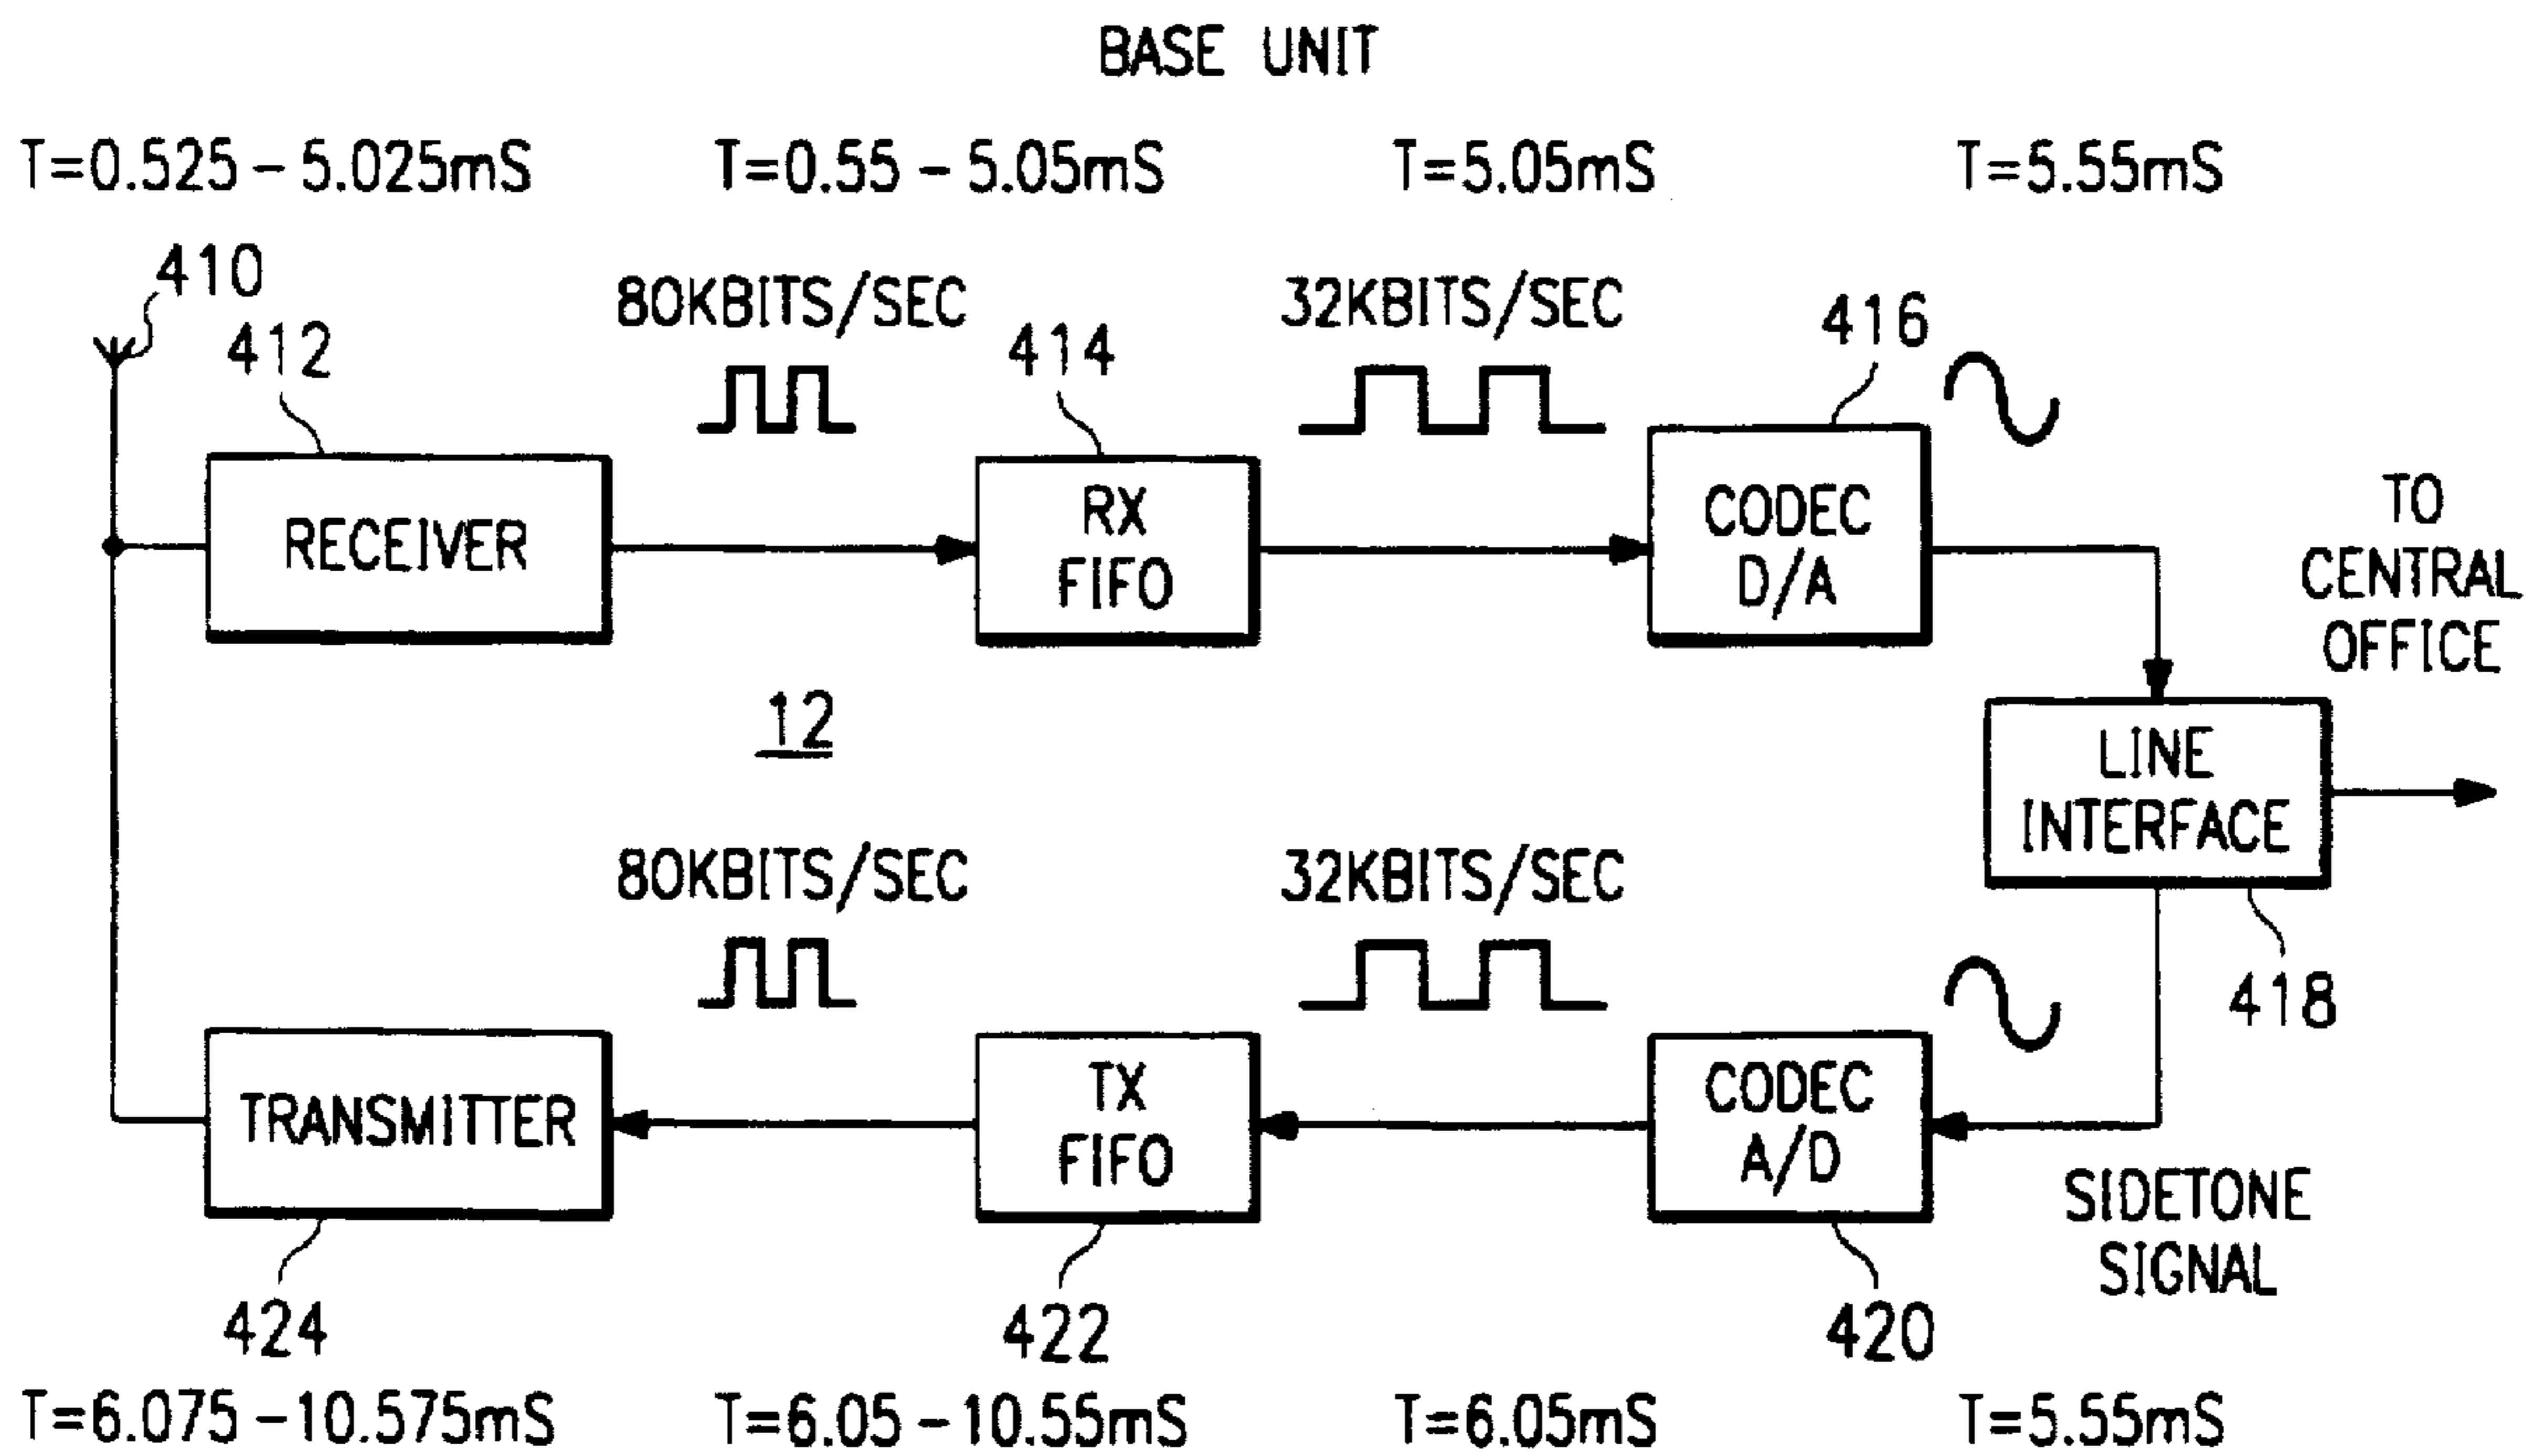 BASE UNIT
T=0.525 – 5.025mS
T=0.55 – 5.05mS
T=5.05mS
T=5.55mS
410
412
80KBITS/SEC
414
32KBITS/SEC
416
RECEIVER
RX
FIFO
CODEC
D/A
TO
CENTRAL
OFFICE
12
LINE
INTERFACE
80KBITS/SEC
32KBITS/SEC
418
TRANSMITTER
TX
FIFO
CODEC
A/D
SIDETONE
SIGNAL
424
422
420
T=6.075 – 10.575mS
T=6.05 – 10.55mS
T=6.05mS
T=5.55mS